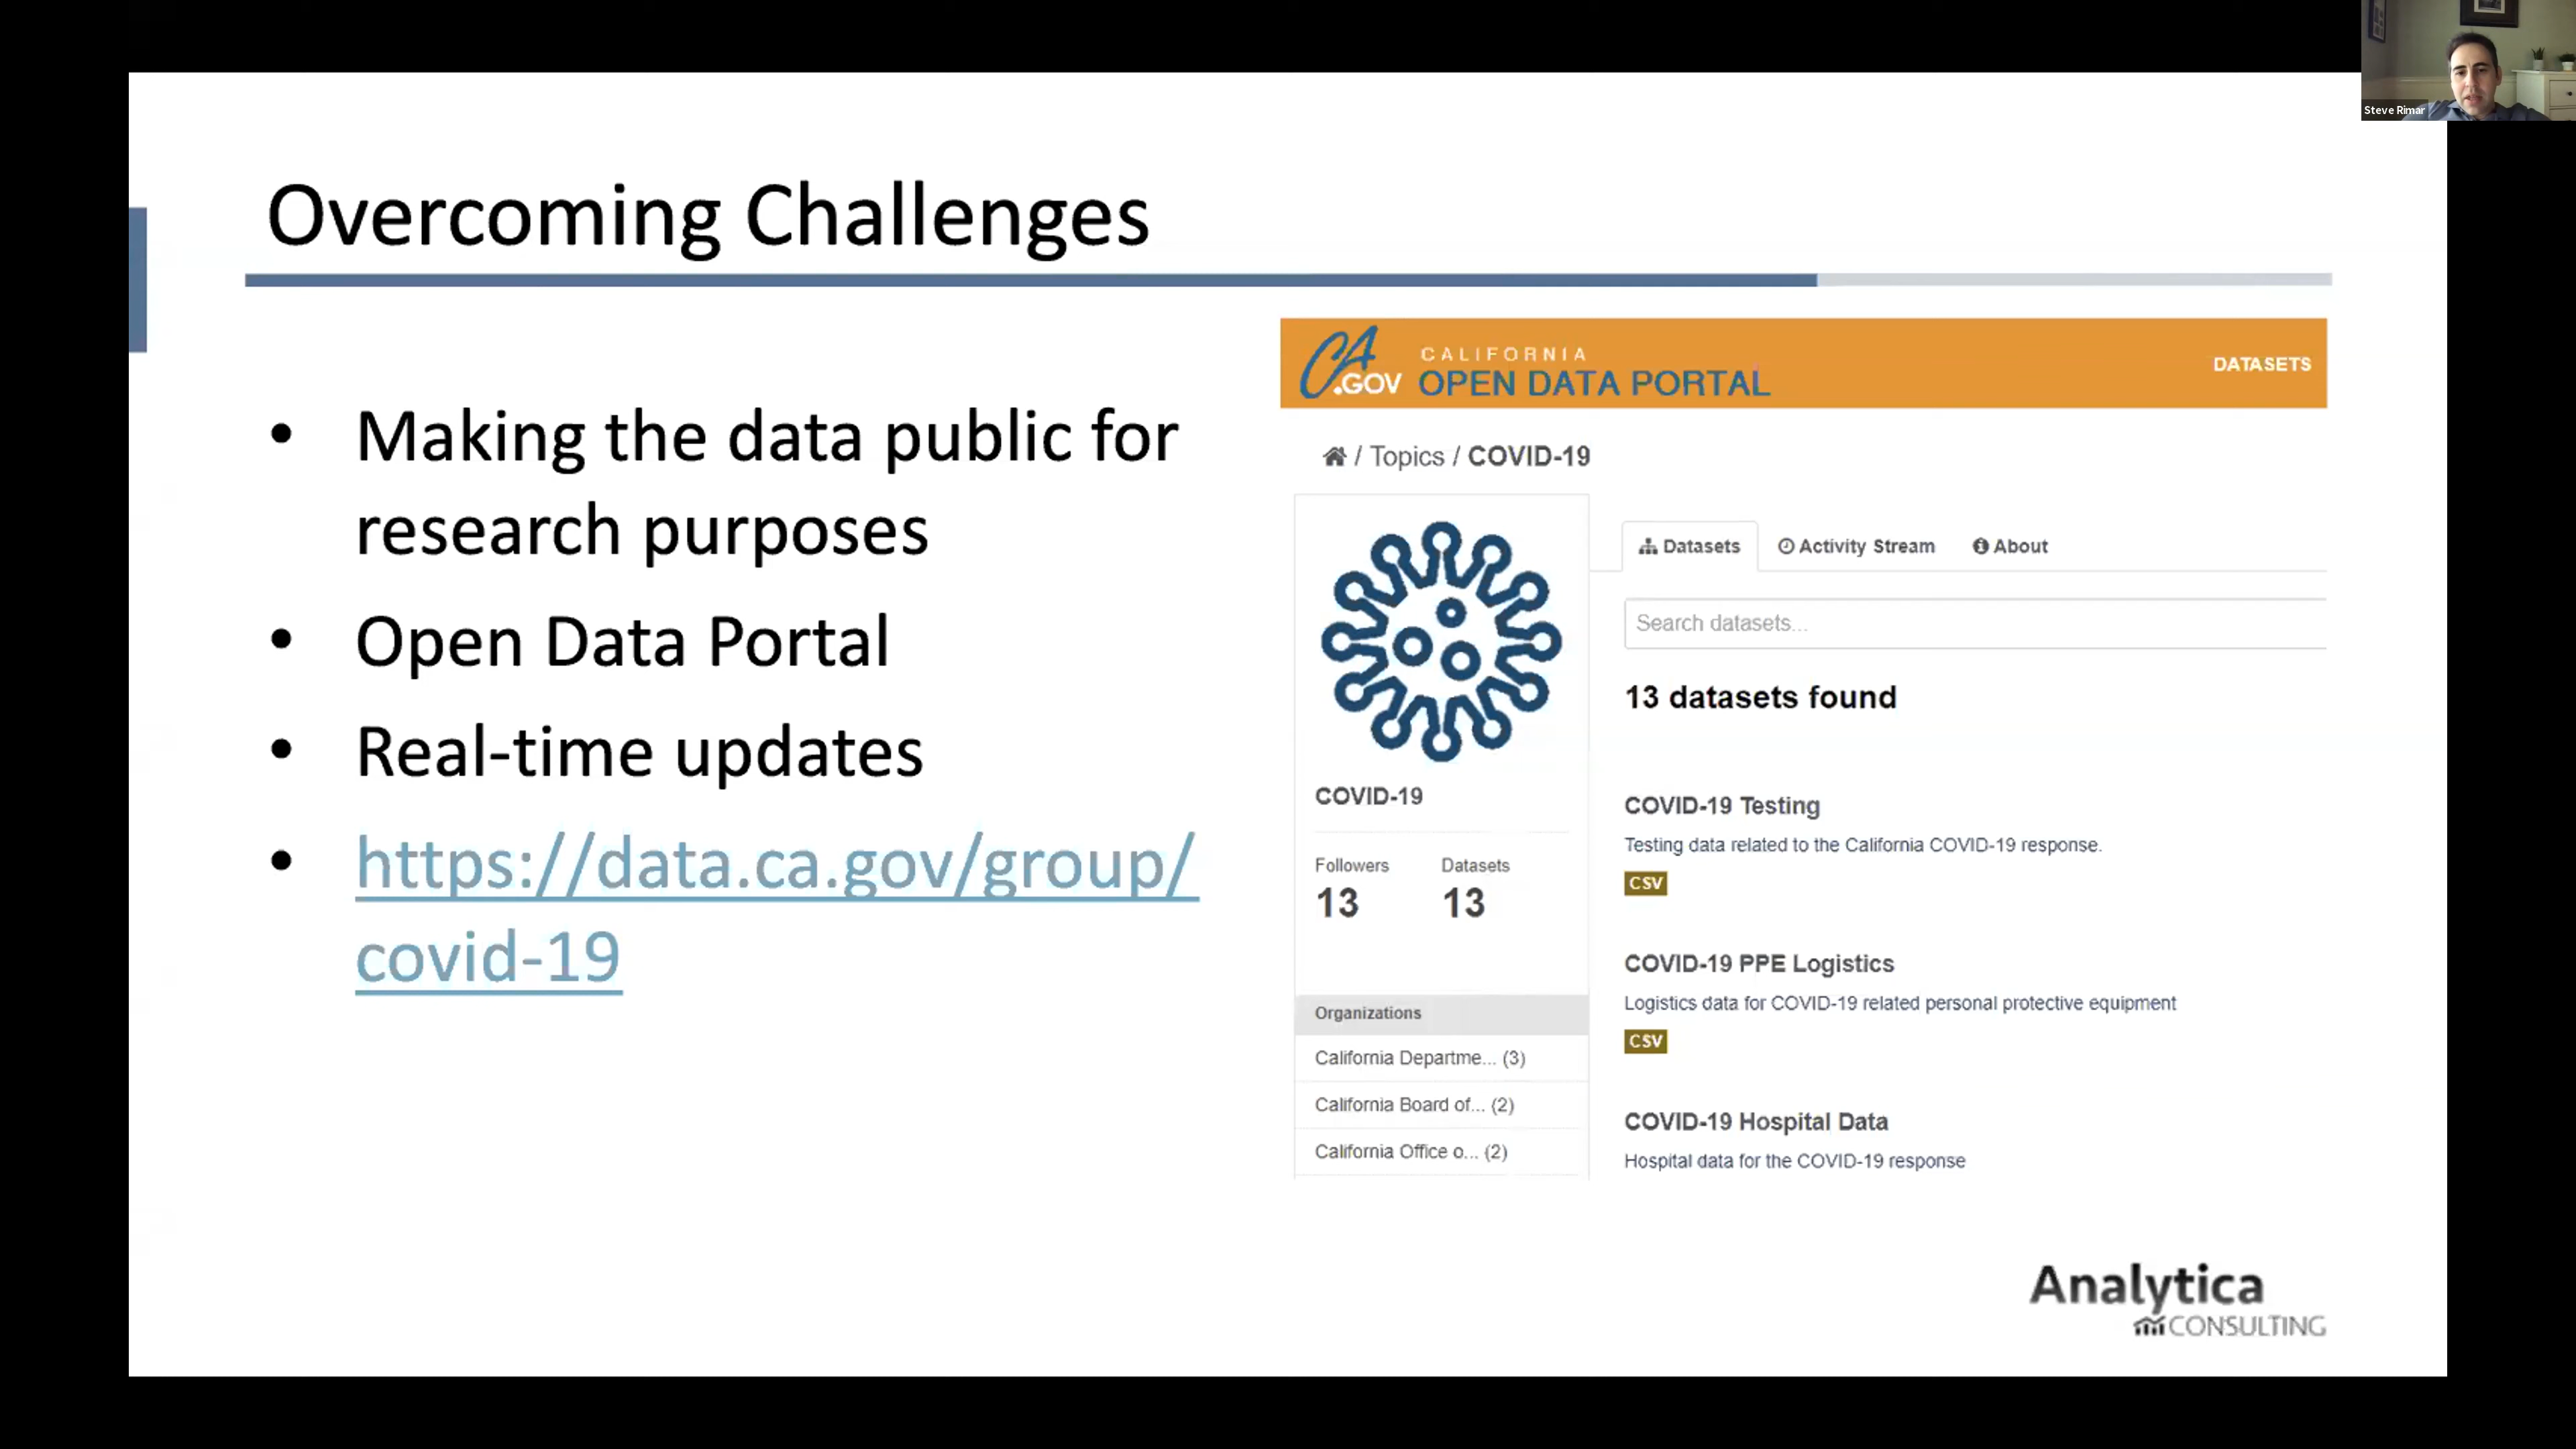 Steve Rimar
Overcoming Challenges
• Making the data public for
research purposes
• Open Data Portal
• Real-time updates
• https://data.ca.gov/group/
covid-19
CA
.GOV
CALIFORNIA
OPEN DATA PORTAL
DATASETS
/ Topics / COVID-19
COVID-19
Followers
13
Datasets
13
Organizations
California Departme... (3)
California Board of... (2)
California Office o... (2)
Datasets
Activity Stream
About
Search datasets...
13 datasets found
COVID-19 Testing
Testing data related to the California COVID-19 response.
CSV
COVID-19 PPE Logistics
Logistics data for COVID-19 related personal protective equipment
CSV
COVID-19 Hospital Data
Hospital data for the COVID-19 response
Analytica
CONSULTING